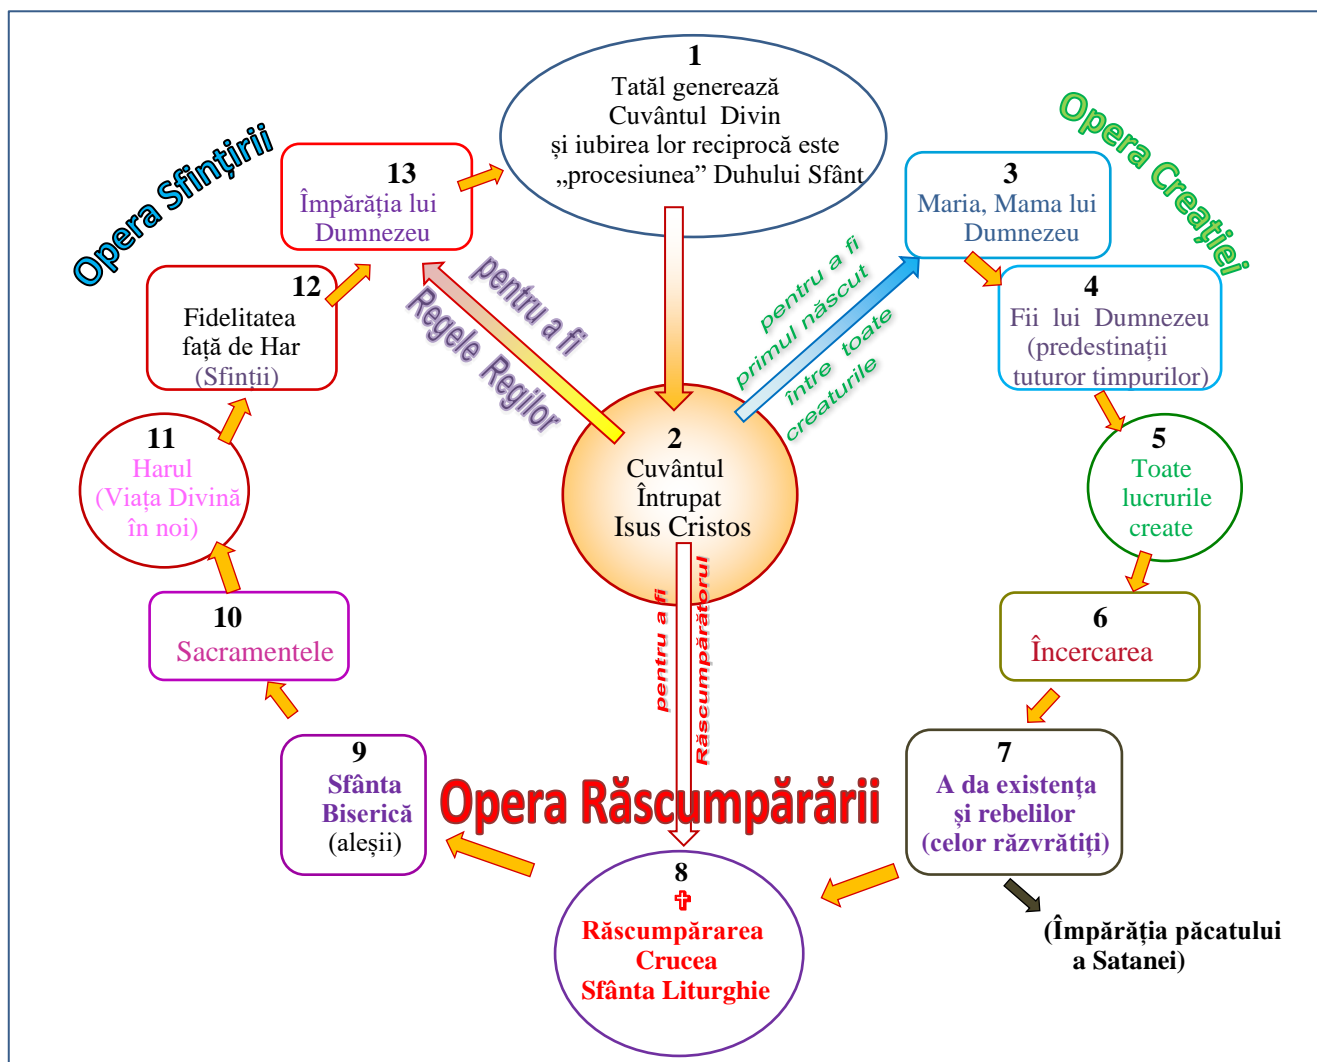 1
Tatăl generează
Cuvântul Divin
și iubirea lor reciprocă este
„procesiunea” Duhului Sfânt
Opera Sfințirii
Opera Creației
13
Împărăția lui
Dumnezeu
3
Maria, Mama lui
Dumnezeu
pentru a fi
Regele Regilor
pentru a fi
primul născut
între toate
creaturile
12
Fidelitatea
față de Har
(Sfinții)
4
Fii lui Dumnezeu
(predestinații
tuturor timpurilor)
2
Cuvântul
Întrupat
Isus Cristos
11
Harul
(Viața Divină
în noi)
5
Toate
lucrurile
create
pentru a fi
Răscumpărătorul
10
Sacramentele
6
Încercarea
9
Sfânta
Biserică
(aleșii)
Opera Răscumpărării
7
A da existența
și rebelilor
(celor răzvrătiți)
8
✞
Răscumpărarea
Crucea
Sfânta Liturghie
(Împărăția păcatului
a Satanei)